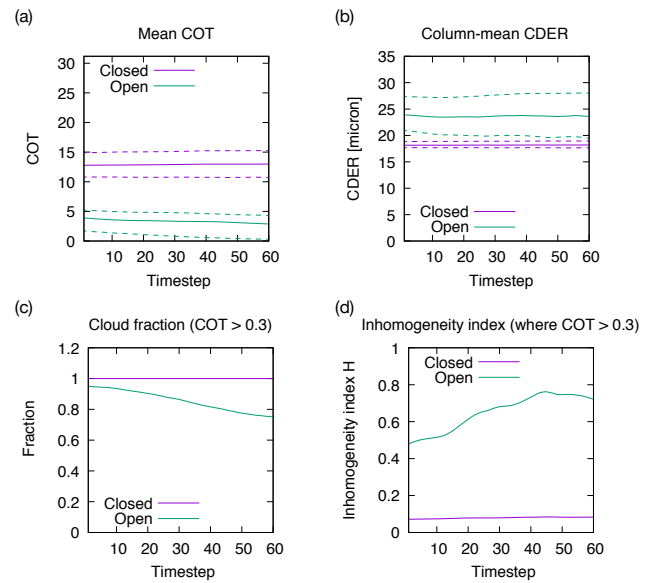 (a)
Mean COT
30
25
20
15
10
5
0
COT
Closed
Open
10 20 30 40 50 60
Timestep
(b)
Column-mean CDER
35
30
25
20
15
10
5
0
CDER [micron]
Closed
Open
10 20 30 40 50 60
Timestep
(c)
Cloud fraction (COT > 0.3)
1.2
1
0.8
0.6
0.4
0.2
0
Fraction
Closed
Open
10 20 30 40 50 60
Timestep
(d)
Inhomogeneity index (where COT > 0.3)
1
0.8
0.6
0.4
0.2
0
Inhomogeneity index H
Closed
Open
10 20 30 40 50 60
Timestep